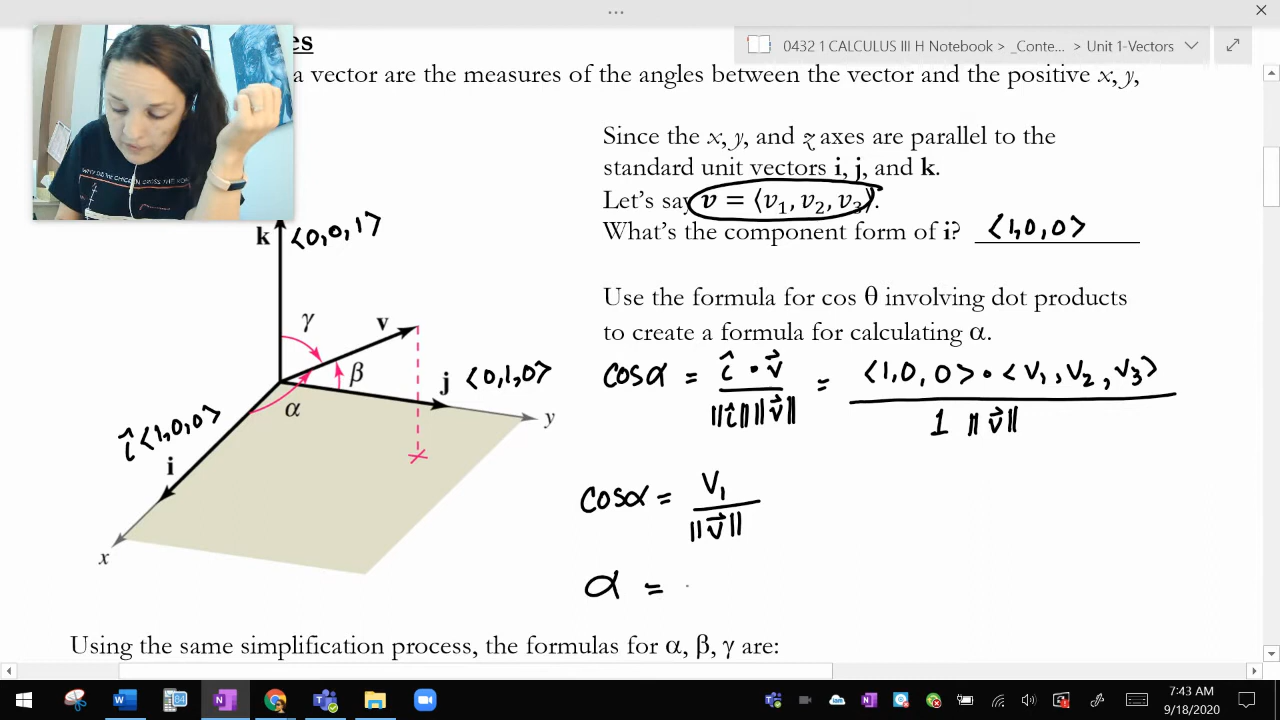 0432 1 CALCULUS III H Notebook > _Conte... > Unit 1-Vectors
es
a vector are the measures of the angles between the vector and the positive x, y,
Since the x, y, and z axes are parallel to the
standard unit vectors i, j, and k.
Let's say v = ⟨v₁, v₂, v₃⟩.
What's the component form of i? <1,0,0>
Use the formula for cos θ involving dot products
to create a formula for calculating α.
cosα = î • v⃗ / ||î|| ||v⃗|| = <1,0,0> • <v₁, v₂, v₃> / 1 ||v⃗||
cosα = v₁ / ||v⃗||
α =
k <0,0,1>
γ
v
β
j <0,1,0>
y
α
î <1,0,0>
i
x
Using the same simplification process, the formulas for α, β, γ are:
7:43 AM
9/18/2020